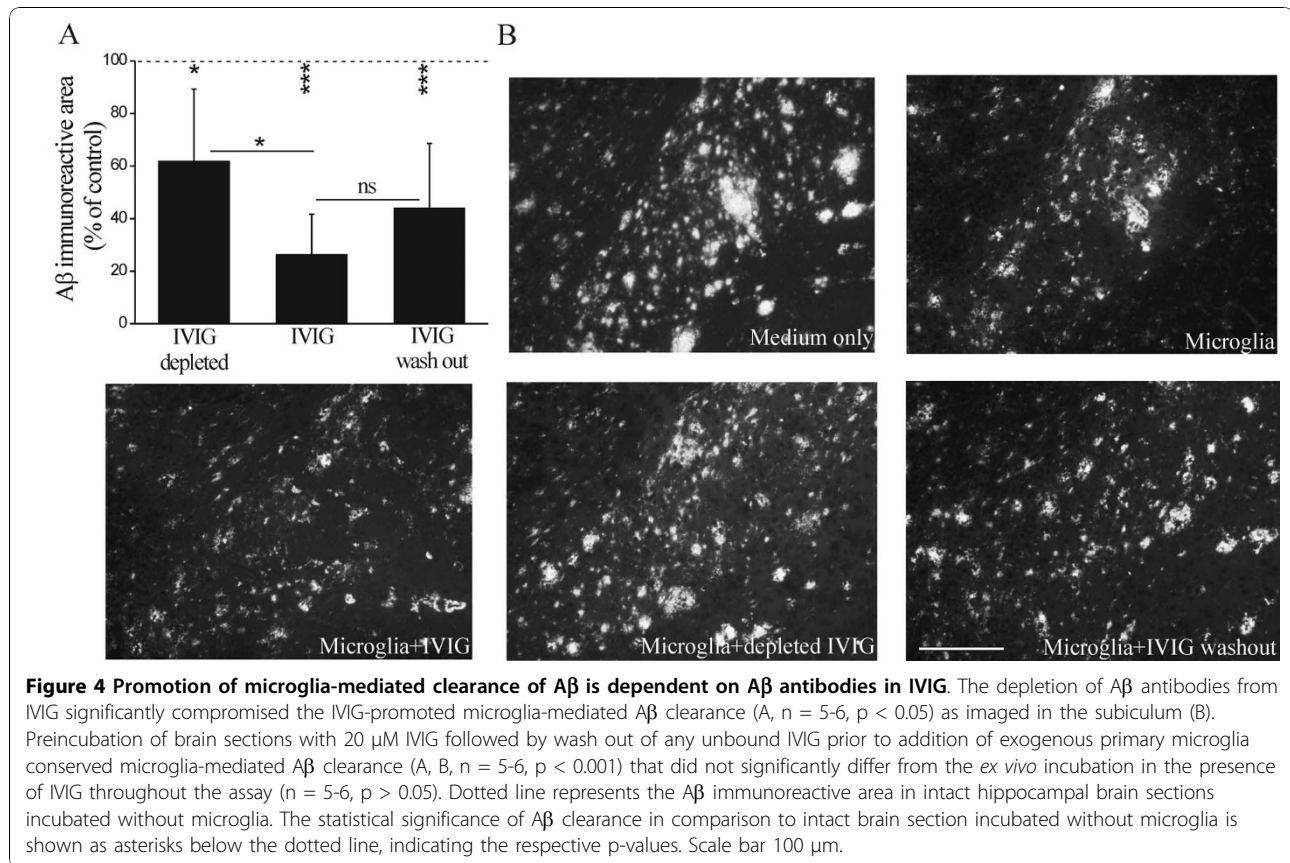 A
B
100
80
60
40
20
0
Aβ immunoreactive area
(% of control)
*
***
***
*
ns
IVIG
depleted
IVIG
IVIG
wash out
Medium only
Microglia
Microglia+IVIG
Microglia+depleted IVIG
Microglia+IVIG washout
Figure 4 Promotion of microglia-mediated clearance of Aβ is dependent on Aβ antibodies in IVIG. The depletion of Aβ antibodies from
IVIG significantly compromised the IVIG-promoted microglia-mediated Aβ clearance (A, n = 5-6, p < 0.05) as imaged in the subiculum (B).
Preincubation of brain sections with 20 μM IVIG followed by wash out of any unbound IVIG prior to addition of exogenous primary microglia
conserved microglia-mediated Aβ clearance (A, B, n = 5-6, p < 0.001) that did not significantly differ from the ex vivo incubation in the presence
of IVIG throughout the assay (n = 5-6, p > 0.05). Dotted line represents the Aβ immunoreactive area in intact hippocampal brain sections
incubated without microglia. The statistical significance of Aβ clearance in comparison to intact brain section incubated without microglia is
shown as asterisks below the dotted line, indicating the respective p-values. Scale bar 100 μm.